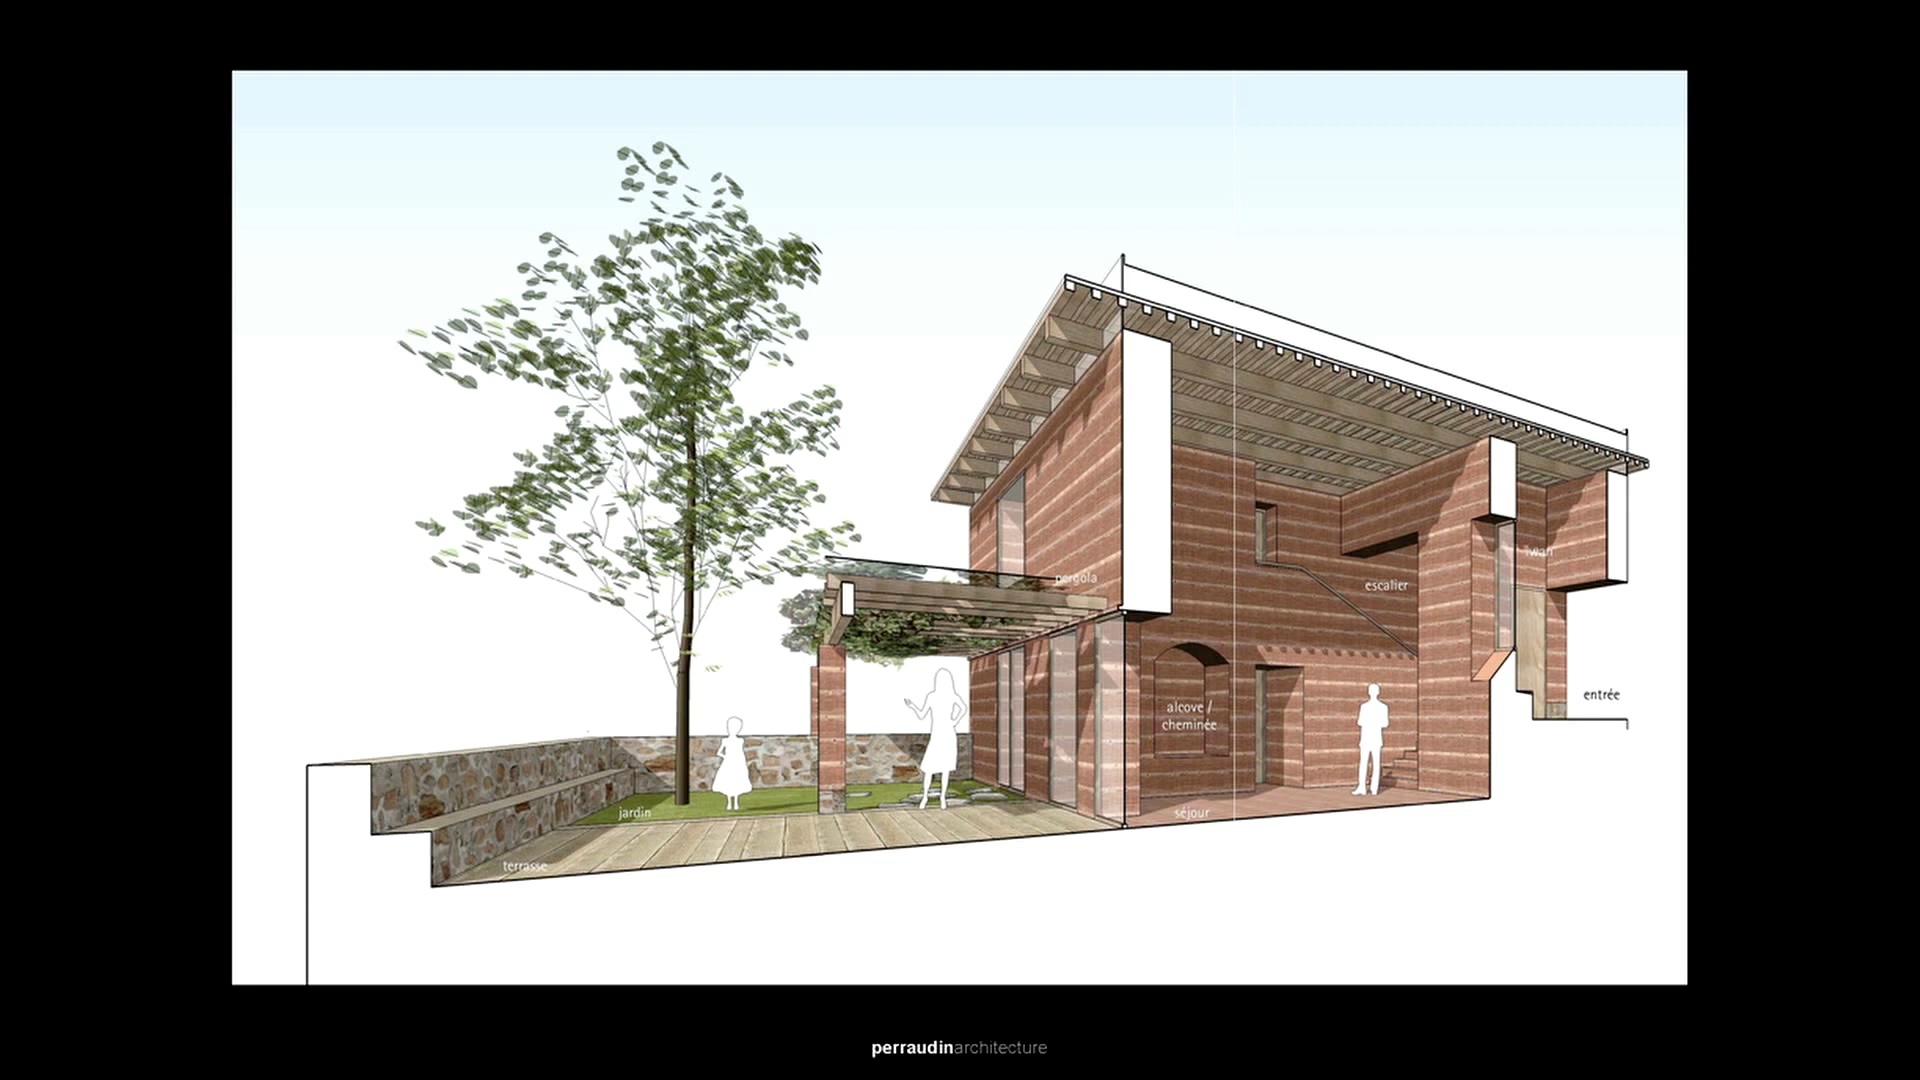 pergola
iwan
escalier
entrée
alcove /
cheminée
jardin
séjour
terrasse
perraudinarchitecture